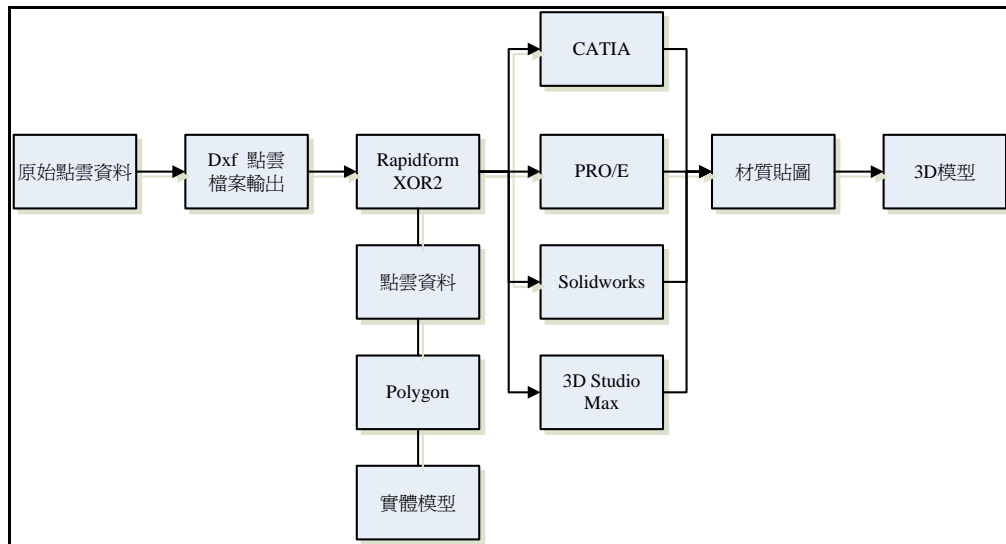 CATIA
原始點雲資料
Dxf 點雲
檔案輸出
Rapidform
XOR2
PRO/E
材質貼圖
3D模型
點雲資料
Solidworks
Polygon
3D Studio
Max
實體模型